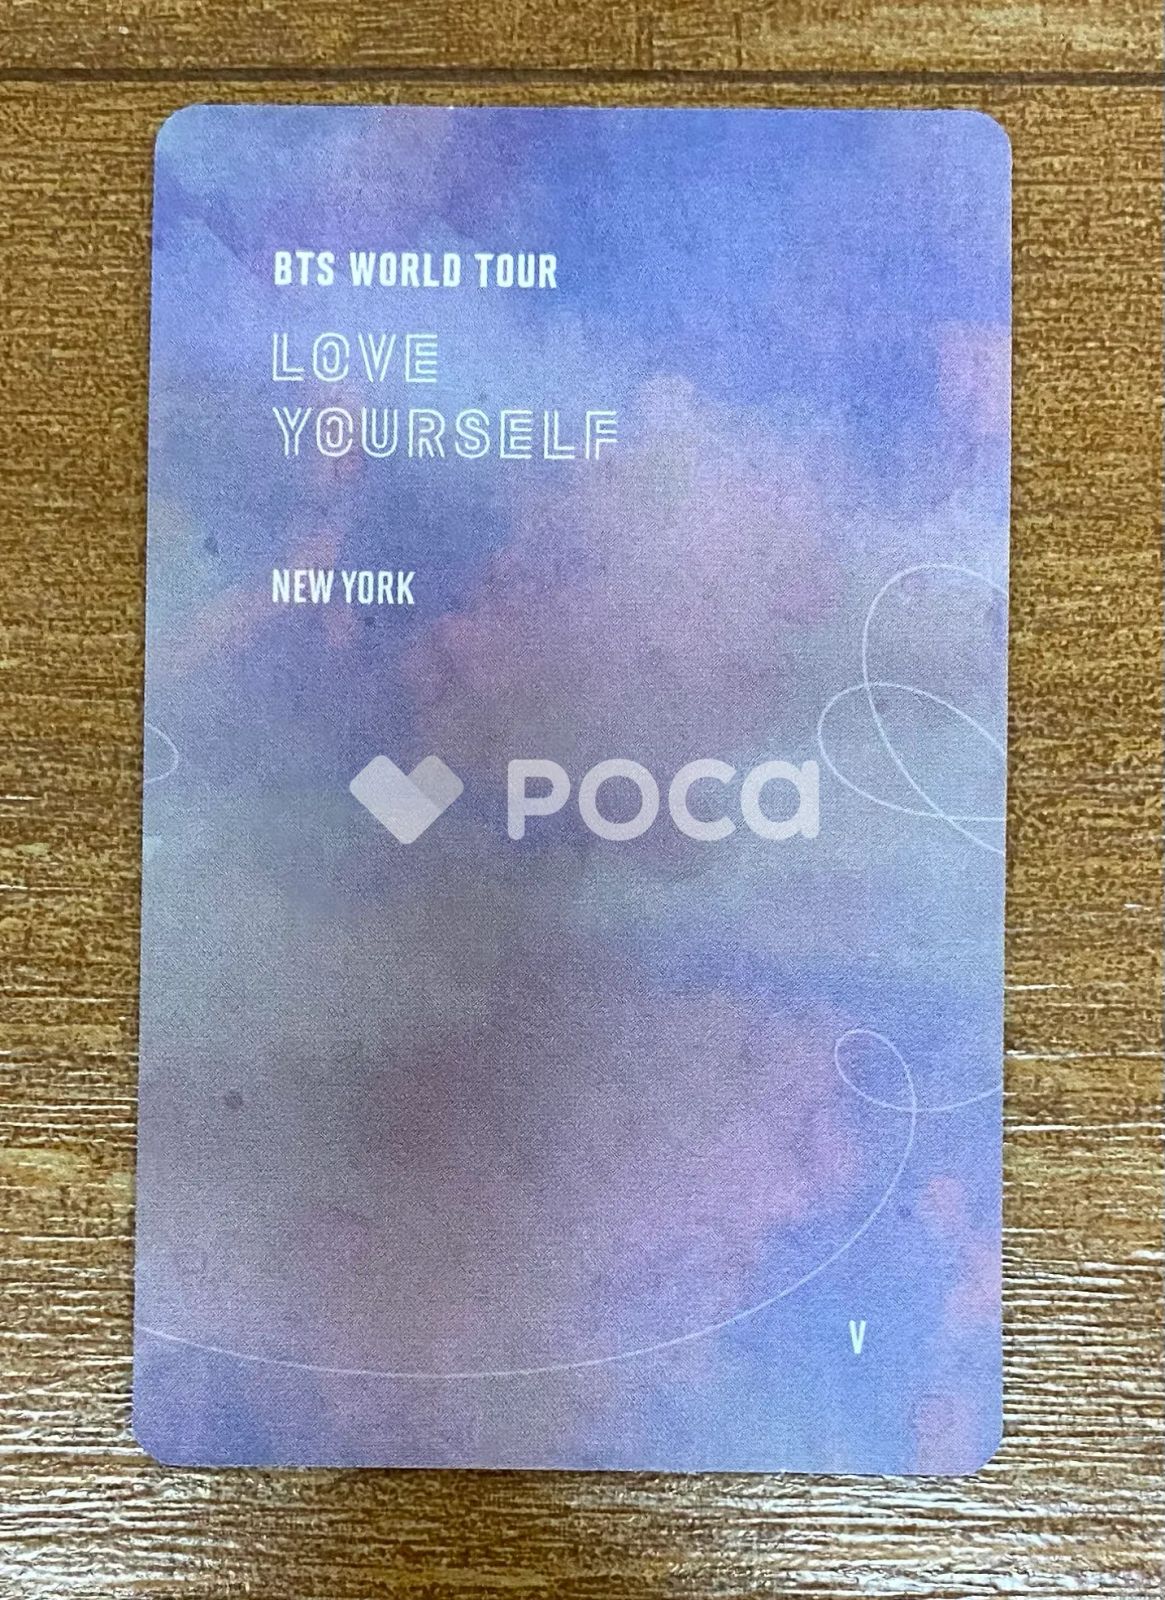 BTS WORLD TOUR
LOVE
YOURSELF
NEW YORK
POCA
V